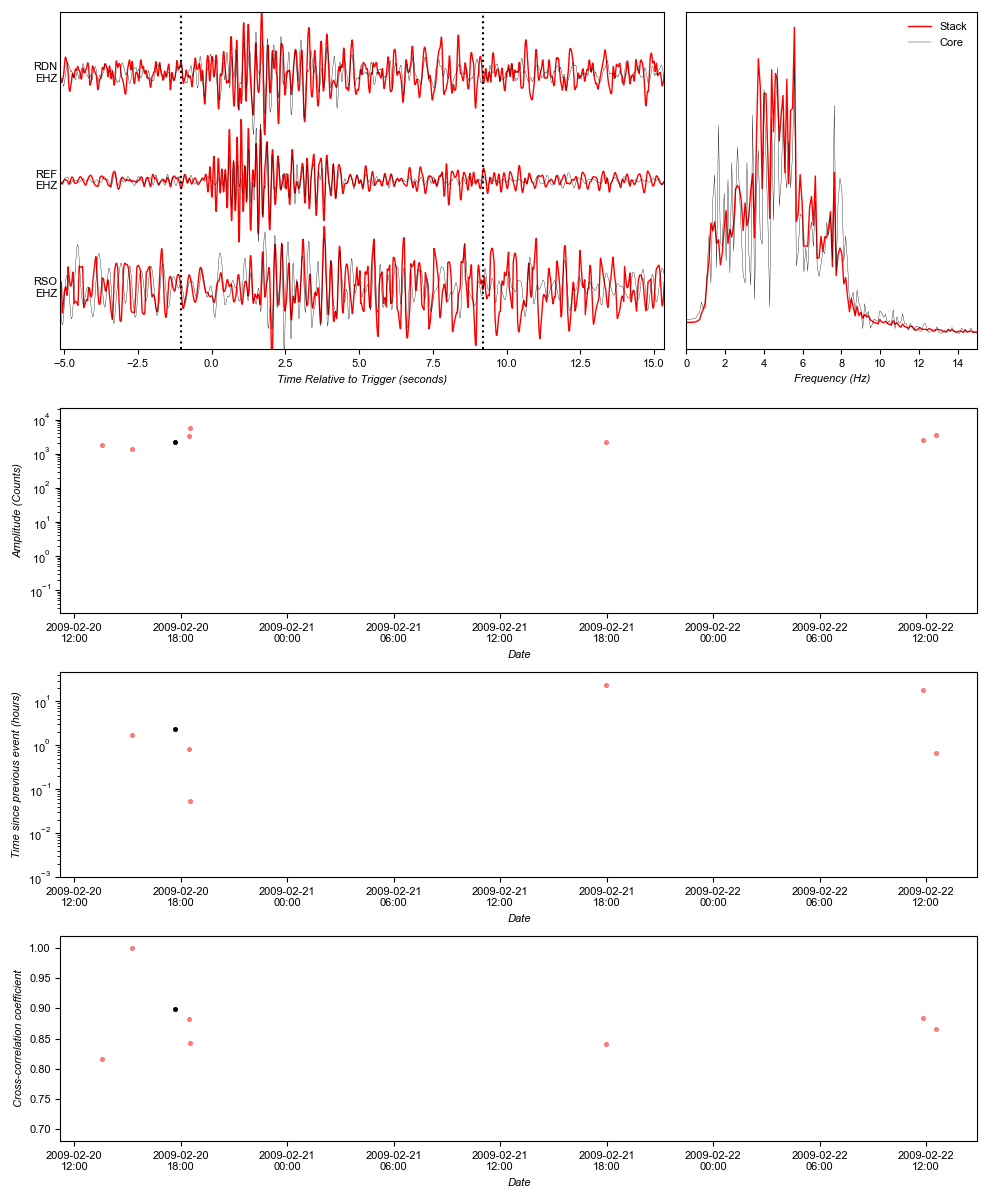 RDN
EHZ
REF
EHZ
RSO
EHZ
−5.0 −2.5 0.0 2.5 5.0 7.5 10.0 12.5 15.0
Time Relative to Trigger (seconds)
Stack
Core
0 2 4 6 8 10 12 14
Frequency (Hz)
10^4
10^3
10^2
10^1
10^0
10^−1
Amplitude (Counts)
2009-02-20 2009-02-20 2009-02-21 2009-02-21 2009-02-21 2009-02-21 2009-02-22 2009-02-22 2009-02-22
12:00 18:00 00:00 06:00 12:00 18:00 00:00 06:00 12:00
Date
10^1
10^0
10^−1
10^−2
10^−3
Time since previous event (hours)
2009-02-20 2009-02-20 2009-02-21 2009-02-21 2009-02-21 2009-02-21 2009-02-22 2009-02-22 2009-02-22
12:00 18:00 00:00 06:00 12:00 18:00 00:00 06:00 12:00
Date
1.00
0.95
0.90
0.85
0.80
0.75
0.70
Cross-correlation coefficient
2009-02-20 2009-02-20 2009-02-21 2009-02-21 2009-02-21 2009-02-21 2009-02-22 2009-02-22 2009-02-22
12:00 18:00 00:00 06:00 12:00 18:00 00:00 06:00 12:00
Date